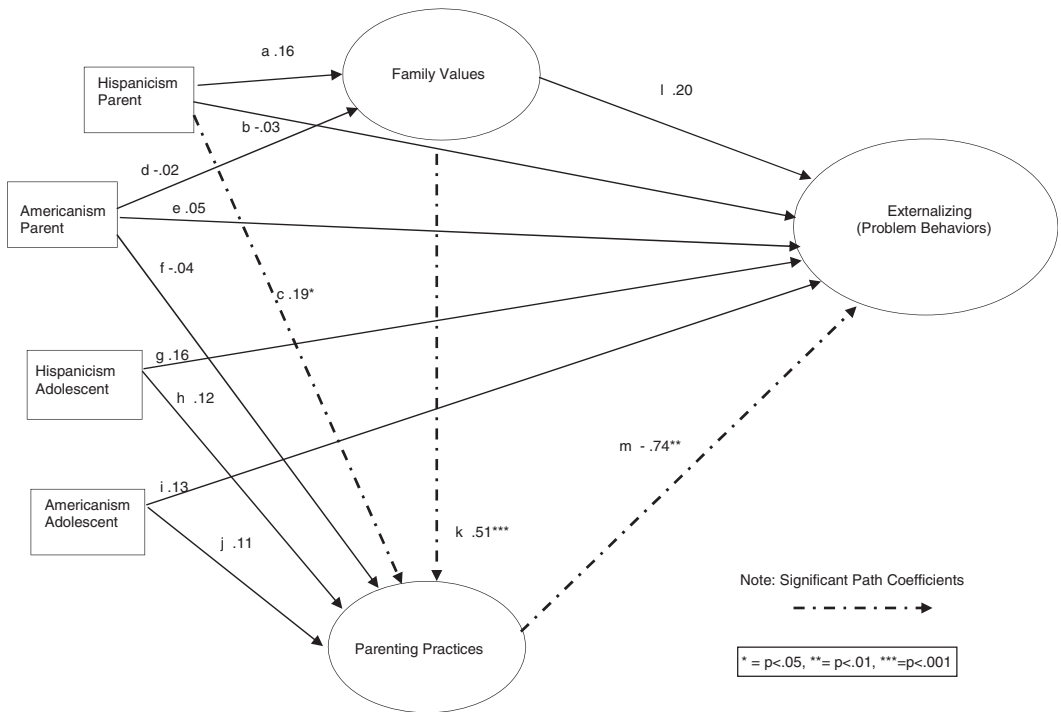 a .16
Family Values
Hispanicism
Parent
l .20
b -.03
d -.02
Americanism
Parent
e .05
Externalizing
(Problem Behaviors)
f -.04
c .19*
g .16
Hispanicism
Adolescent
h .12
m - .74**
i .13
Americanism
Adolescent
j .11
k .51***
Note: Significant Path Coefficients
Parenting Practices
* = p<.05, **= p<.01, ***=p<.001